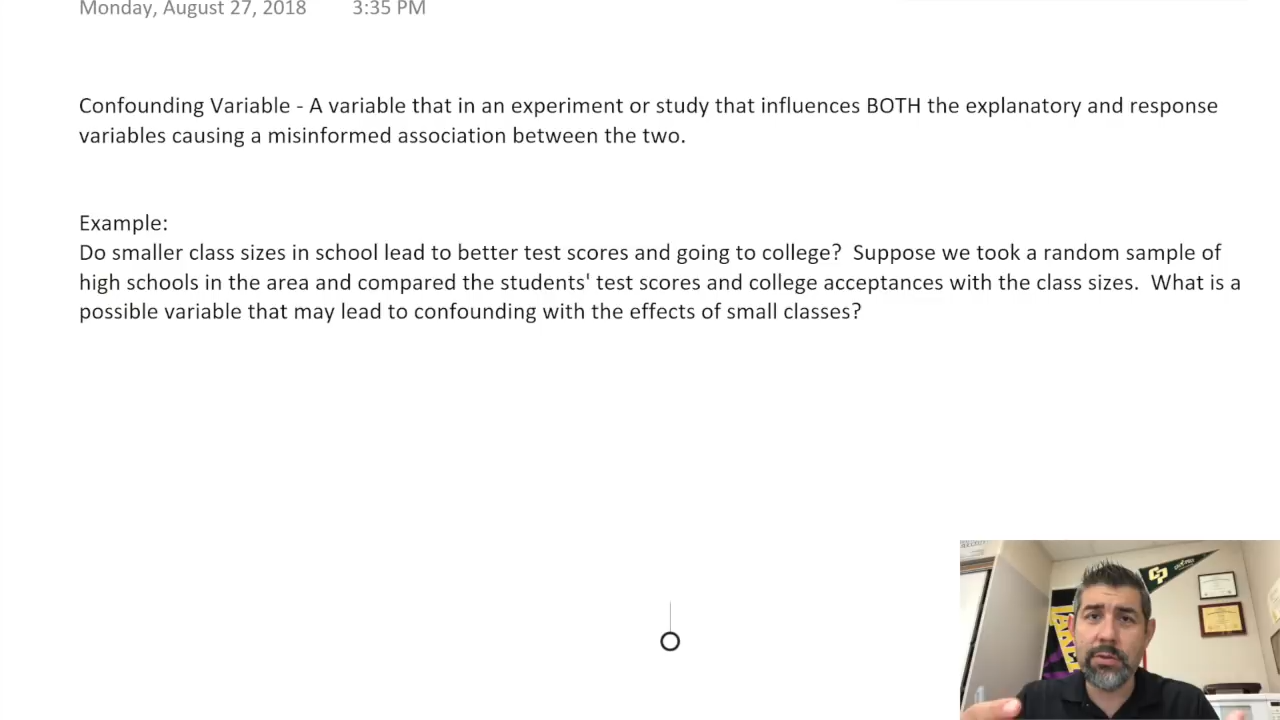 Monday, August 27, 2018 3:35 PM
Confounding Variable - A variable that in an experiment or study that influences BOTH the explanatory and response
variables causing a misinformed association between the two.
Example:
Do smaller class sizes in school lead to better test scores and going to college? Suppose we took a random sample of
high schools in the area and compared the students' test scores and college acceptances with the class sizes. What is a
possible variable that may lead to confounding with the effects of small classes?
CP